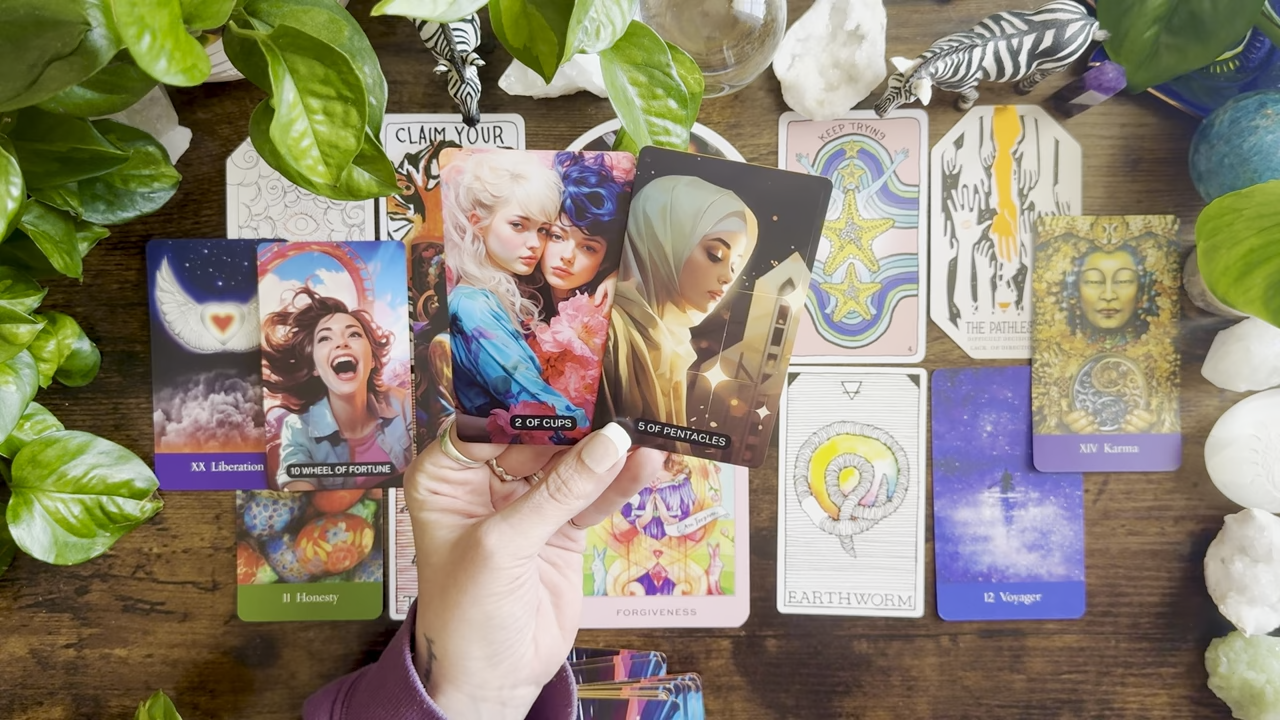 CLAIM YOUR
KEEP TRYING
4
THE PATHLESS
XX Liberation
10 WHEEL OF FORTUNE
2 OF CUPS
5 OF PENTACLES
XIV Karma
11 Honesty
FORGIVENESS
EARTHWORM
12 Voyager